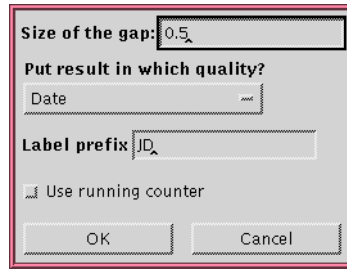 Size of the gap: 0.5
Put result in which quality?
Date
Label prefix JD
Use running counter
OK Cancel